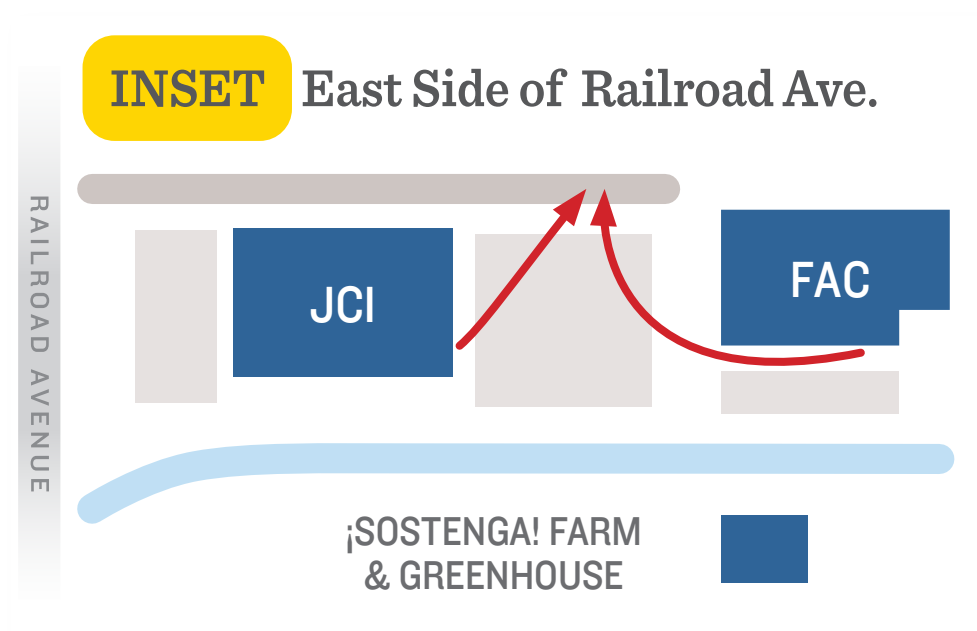 INSET East Side of Railroad Ave.
RAILROAD AVENUE
JCI
FAC
¡SOSTENGA! FARM
& GREENHOUSE